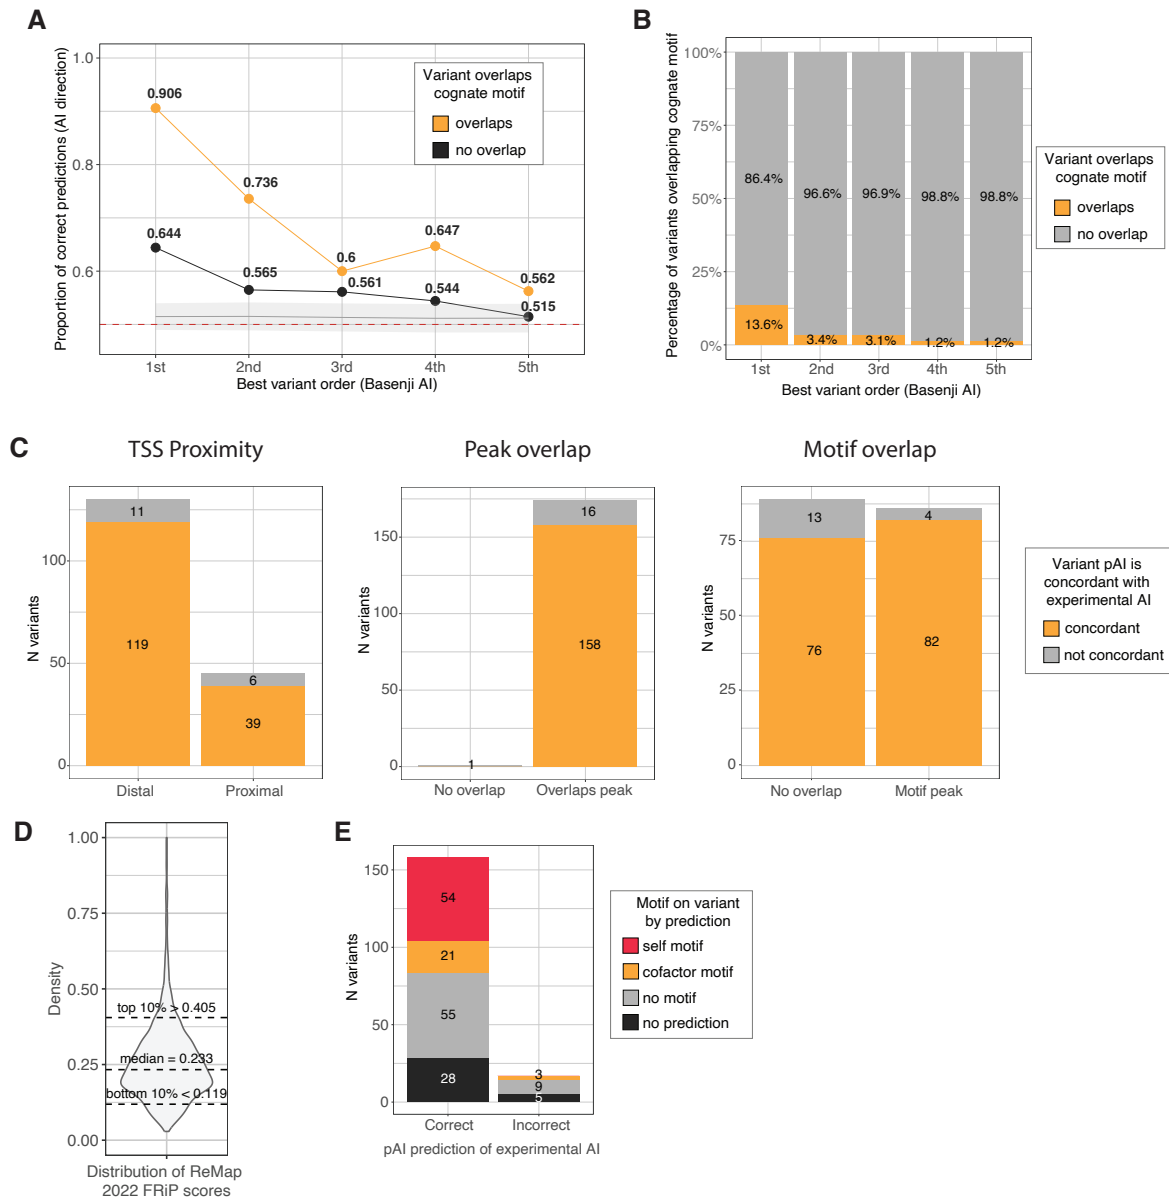 A
Proportion of correct predictions (AI direction)
1.0
0.8
0.6
0.906
0.736
0.6
0.647
0.562
0.644
0.565
0.561
0.544
0.515
Variant overlaps
cognate motif
overlaps
no overlap
1st 2nd 3rd 4th 5th
Best variant order (Basenji AI)
B
Percentage of variants overlapping cognate motif
100%
75%
50%
25%
0%
86.4% 96.6% 96.9% 98.8% 98.8%
13.6% 3.4% 3.1% 1.2% 1.2%
1st 2nd 3rd 4th 5th
Best variant order (Basenji AI)
Variant overlaps
cognate motif
overlaps
no overlap
C
TSS Proximity
N variants
100
50
0
11
119
6
39
Distal Proximal
Peak overlap
N variants
150
100
50
0
1
16
158
No overlap Overlaps peak
Motif overlap
N variants
75
50
25
0
13
76
4
82
No overlap Motif peak
Variant pAI is
concordant with
experimental AI
concordant
not concordant
D
Density
1.00
0.75
0.50
0.25
0.00
top 10% > 0.405
median = 0.233
bottom 10% < 0.119
Distribution of ReMap
2022 FRiP scores
E
N variants
150
100
50
0
54
21
55
28
3
9
5
Correct Incorrect
pAI prediction of experimental AI
Motif on variant
by prediction
self motif
cofactor motif
no motif
no prediction